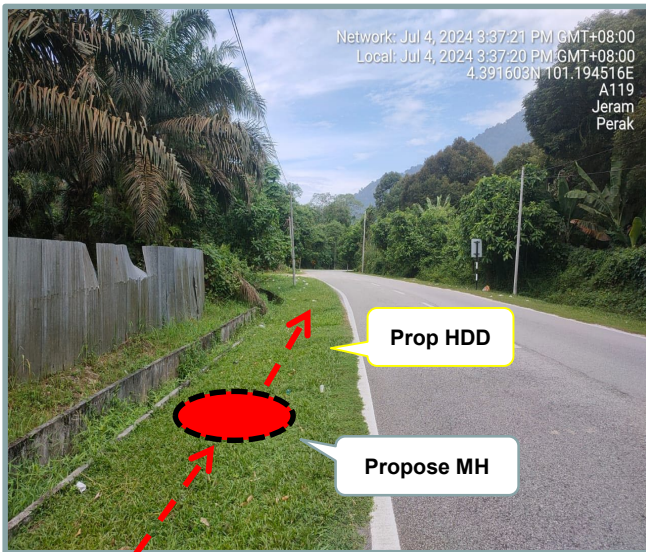 Network: Jul 4, 2024 3:37:21 PM GMT+08:00
Local: Jul 4, 2024 3:37:20 PM GMT+08:00
4.391603N 101.194516E
A119
Jeram
Perak
Prop HDD
Propose MH